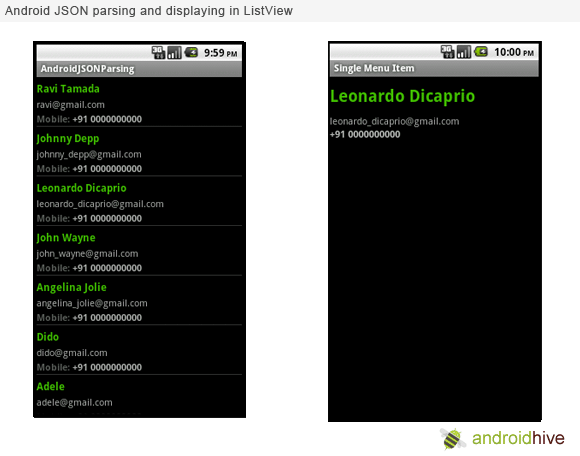 Android JSON parsing and displaying in ListView
3G
9:59 PM
AndroidJSONParsing
Ravi Tamada
ravi@gmail.com
Mobile: +91 0000000000
Johnny Depp
johnny_depp@gmail.com
Mobile: +91 0000000000
Leonardo Dicaprio
leonardo_dicaprio@gmail.com
Mobile: +91 0000000000
John Wayne
john_wayne@gmail.com
Mobile: +91 0000000000
Angelina Jolie
angelina_jolie@gmail.com
Mobile: +91 0000000000
Dido
dido@gmail.com
Mobile: +91 0000000000
Adele
adele@gmail.com
3G
10:00 PM
Single Menu Item
Leonardo Dicaprio
leonardo_dicaprio@gmail.com
+91 0000000000
androidhive